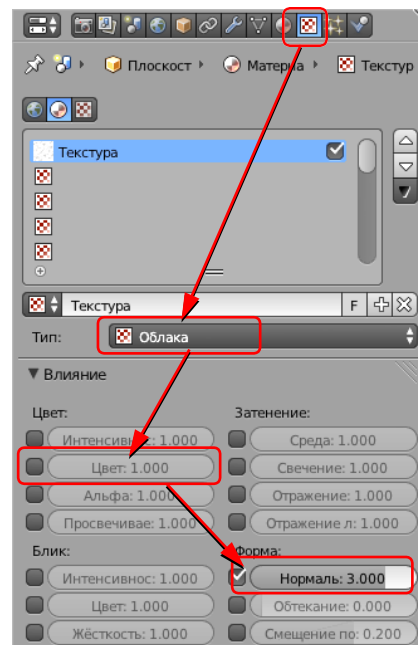 Плоскост Материа Текстур
Текстура
Текстура F
Тип: Облака
Влияние
Цвет: Затенение:
Интенсивнос: 1.000 Среда: 1.000
Цвет: 1.000 Свечение: 1.000
Альфа: 1.000 Отражение: 1.000
Просвечивае: 1.000 Отражение л: 1.000
Блик: Форма:
Интенсивнос: 1.000 Нормаль: 3.000
Цвет: 1.000 Обтекание: 0.000
Жёсткость: 1.000 Смещение по: 0.200